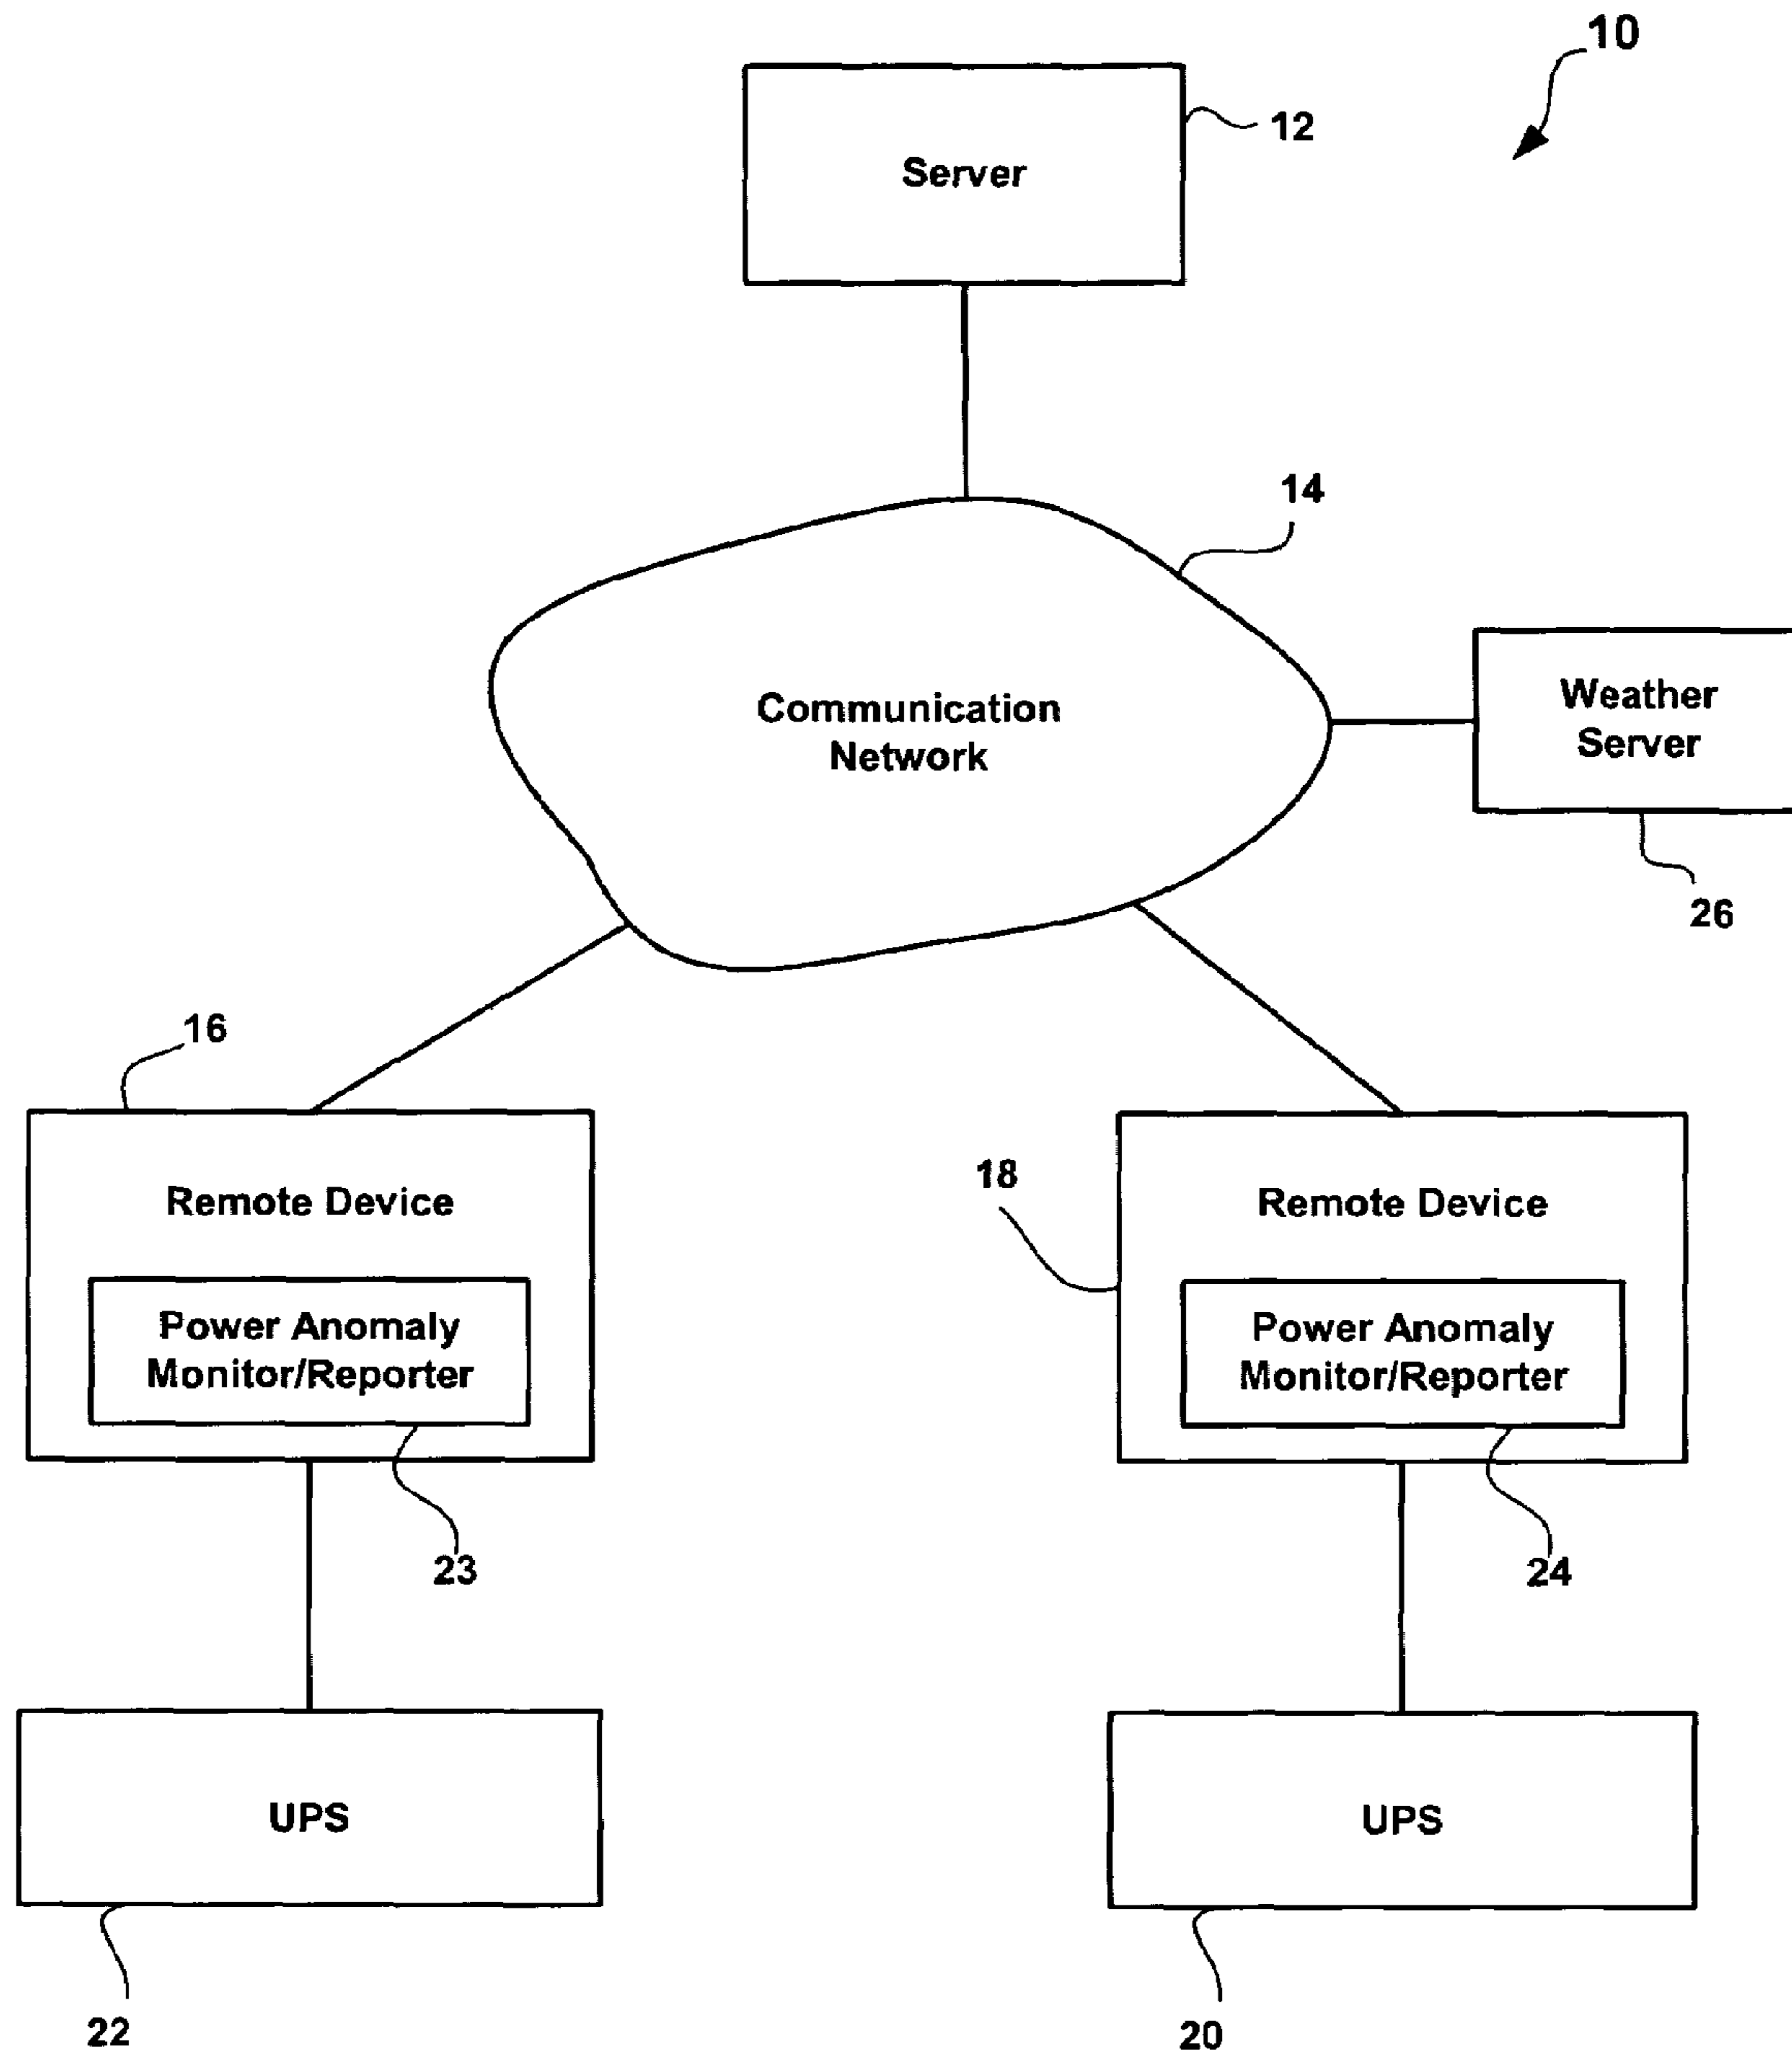 10
12
Server
14
Communication
Network
Weather
Server
26
16
Remote Device
Power Anomaly
Monitor/Reporter
23
18
Remote Device
Power Anomaly
Monitor/Reporter
24
UPS
22
UPS
20